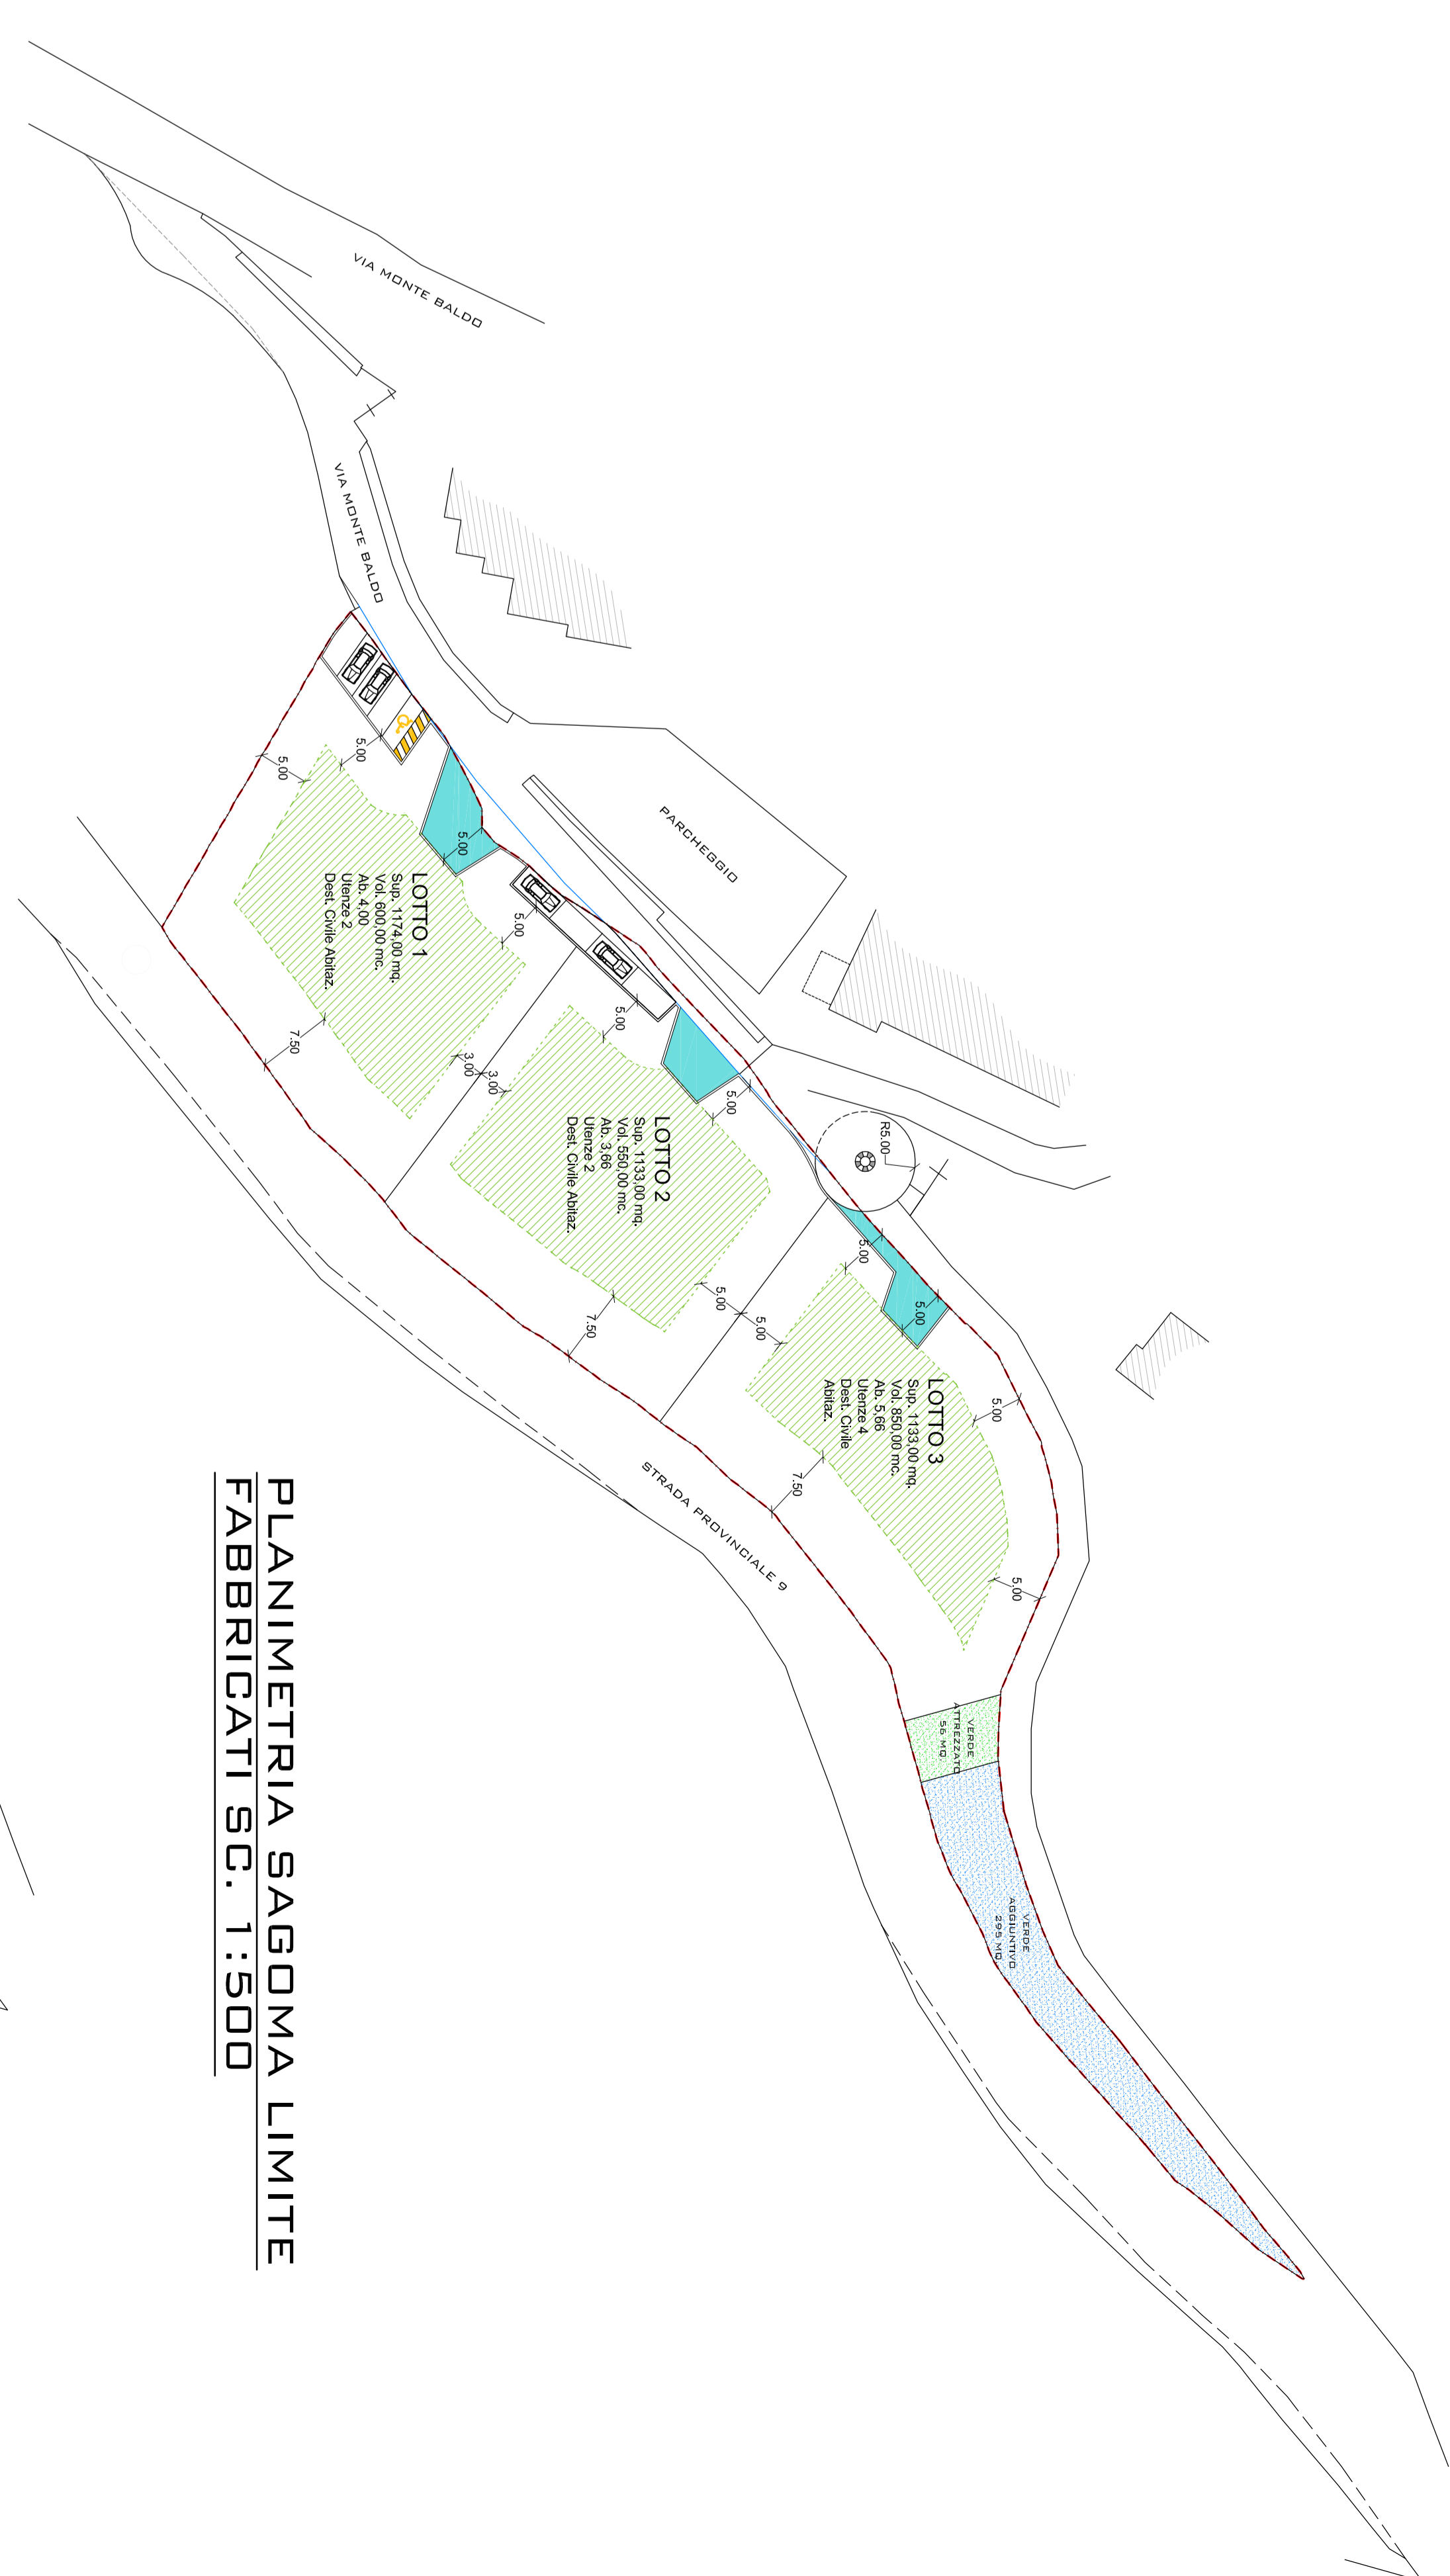 VIA MONTE BALDO
VIA MONTE BALDO
PARCHEGGIO
R5.00
5.00
5.00
5.00
5.00
5.00
5.00
5.00
5.00
5.00
5.00
5.00
5.00
5.00
3.00
3.00
7.50
7.50
7.50
LOTTO 1
Sup. 1174,00 mq.
Vol. 600,00 mc.
Ab. 4,00
Utenze 2
Dest. Civile Abitaz.
LOTTO 2
Sup. 1133,00 mq.
Vol. 550,00 mc.
Ab. 3,66
Utenze 2
Dest. Civile Abitaz.
LOTTO 3
Sup. 1133,00 mq.
Vol. 850,00 mc.
Ab. 5,66
Utenze 4
Dest. Civile
Abitaz.
STRADA PROVINCIALE 9
VERDE
ATTREZZATO
56 MQ.
VERDE
AGGIUNTIVO
295 MQ.
PLANIMETRIA SAGOMA LIMITE
FABBRICATI SC. 1:500